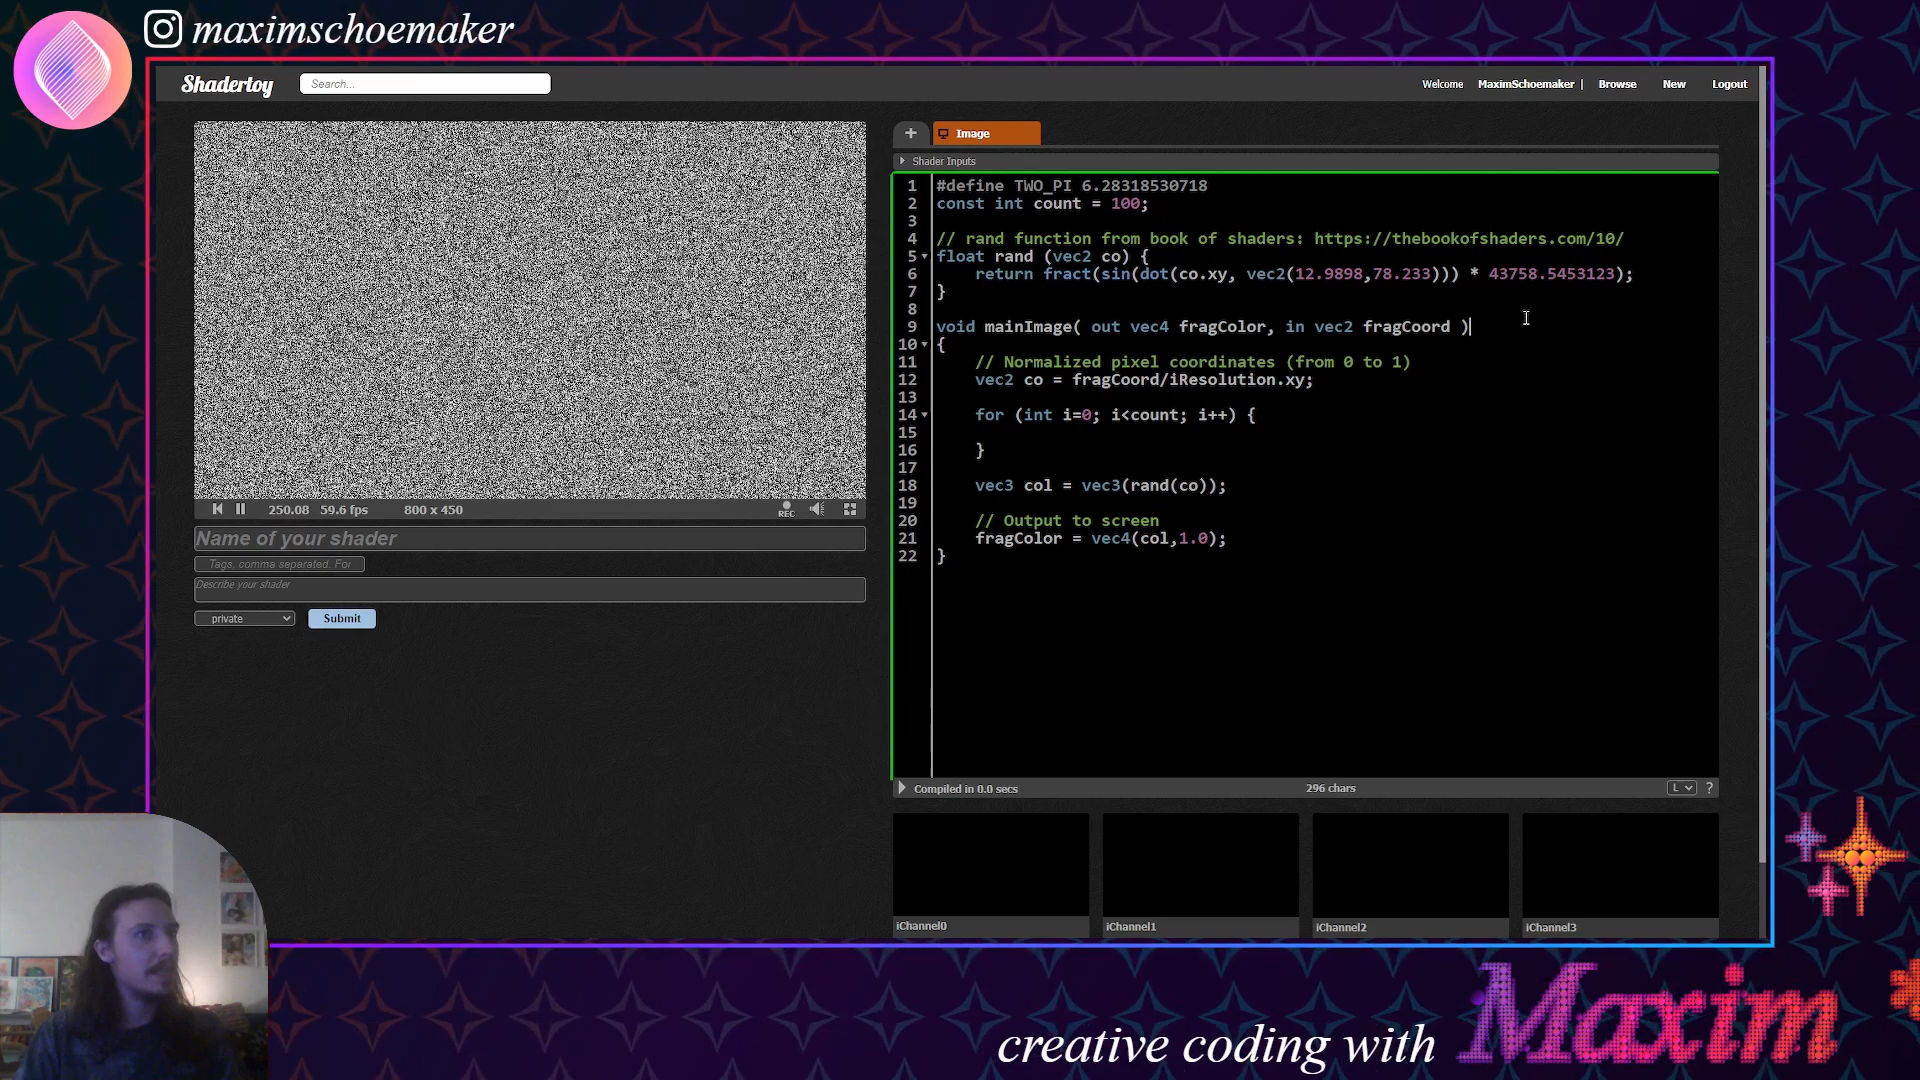 maximschoemaker
Shadertoy
Search...
Welcome MaximSchoemaker | Browse New Logout
+ Image
Shader Inputs
1 #define TWO_PI 6.28318530718
2 const int count = 100;
3
4 // rand function from book of shaders: https://thebookofshaders.com/10/
5 float rand (vec2 co) {
6 return fract(sin(dot(co.xy, vec2(12.9898,78.233))) * 43758.5453123);
7 }
8
9 void mainImage( out vec4 fragColor, in vec2 fragCoord )
10 {
11 // Normalized pixel coordinates (from 0 to 1)
12 vec2 co = fragCoord/iResolution.xy;
13
14 for (int i=0; i<count; i++) {
15
16 }
17
18 vec3 col = vec3(rand(co));
19
20 // Output to screen
21 fragColor = vec4(col,1.0);
22 }
250.08 59.6 fps 800 x 450
REC
Name of your shader
Tags, comma separated. For
Describe your shader
private
Submit
Compiled in 0.0 secs 296 chars L ?
iChannel0 iChannel1 iChannel2 iChannel3
creative coding with Maxim